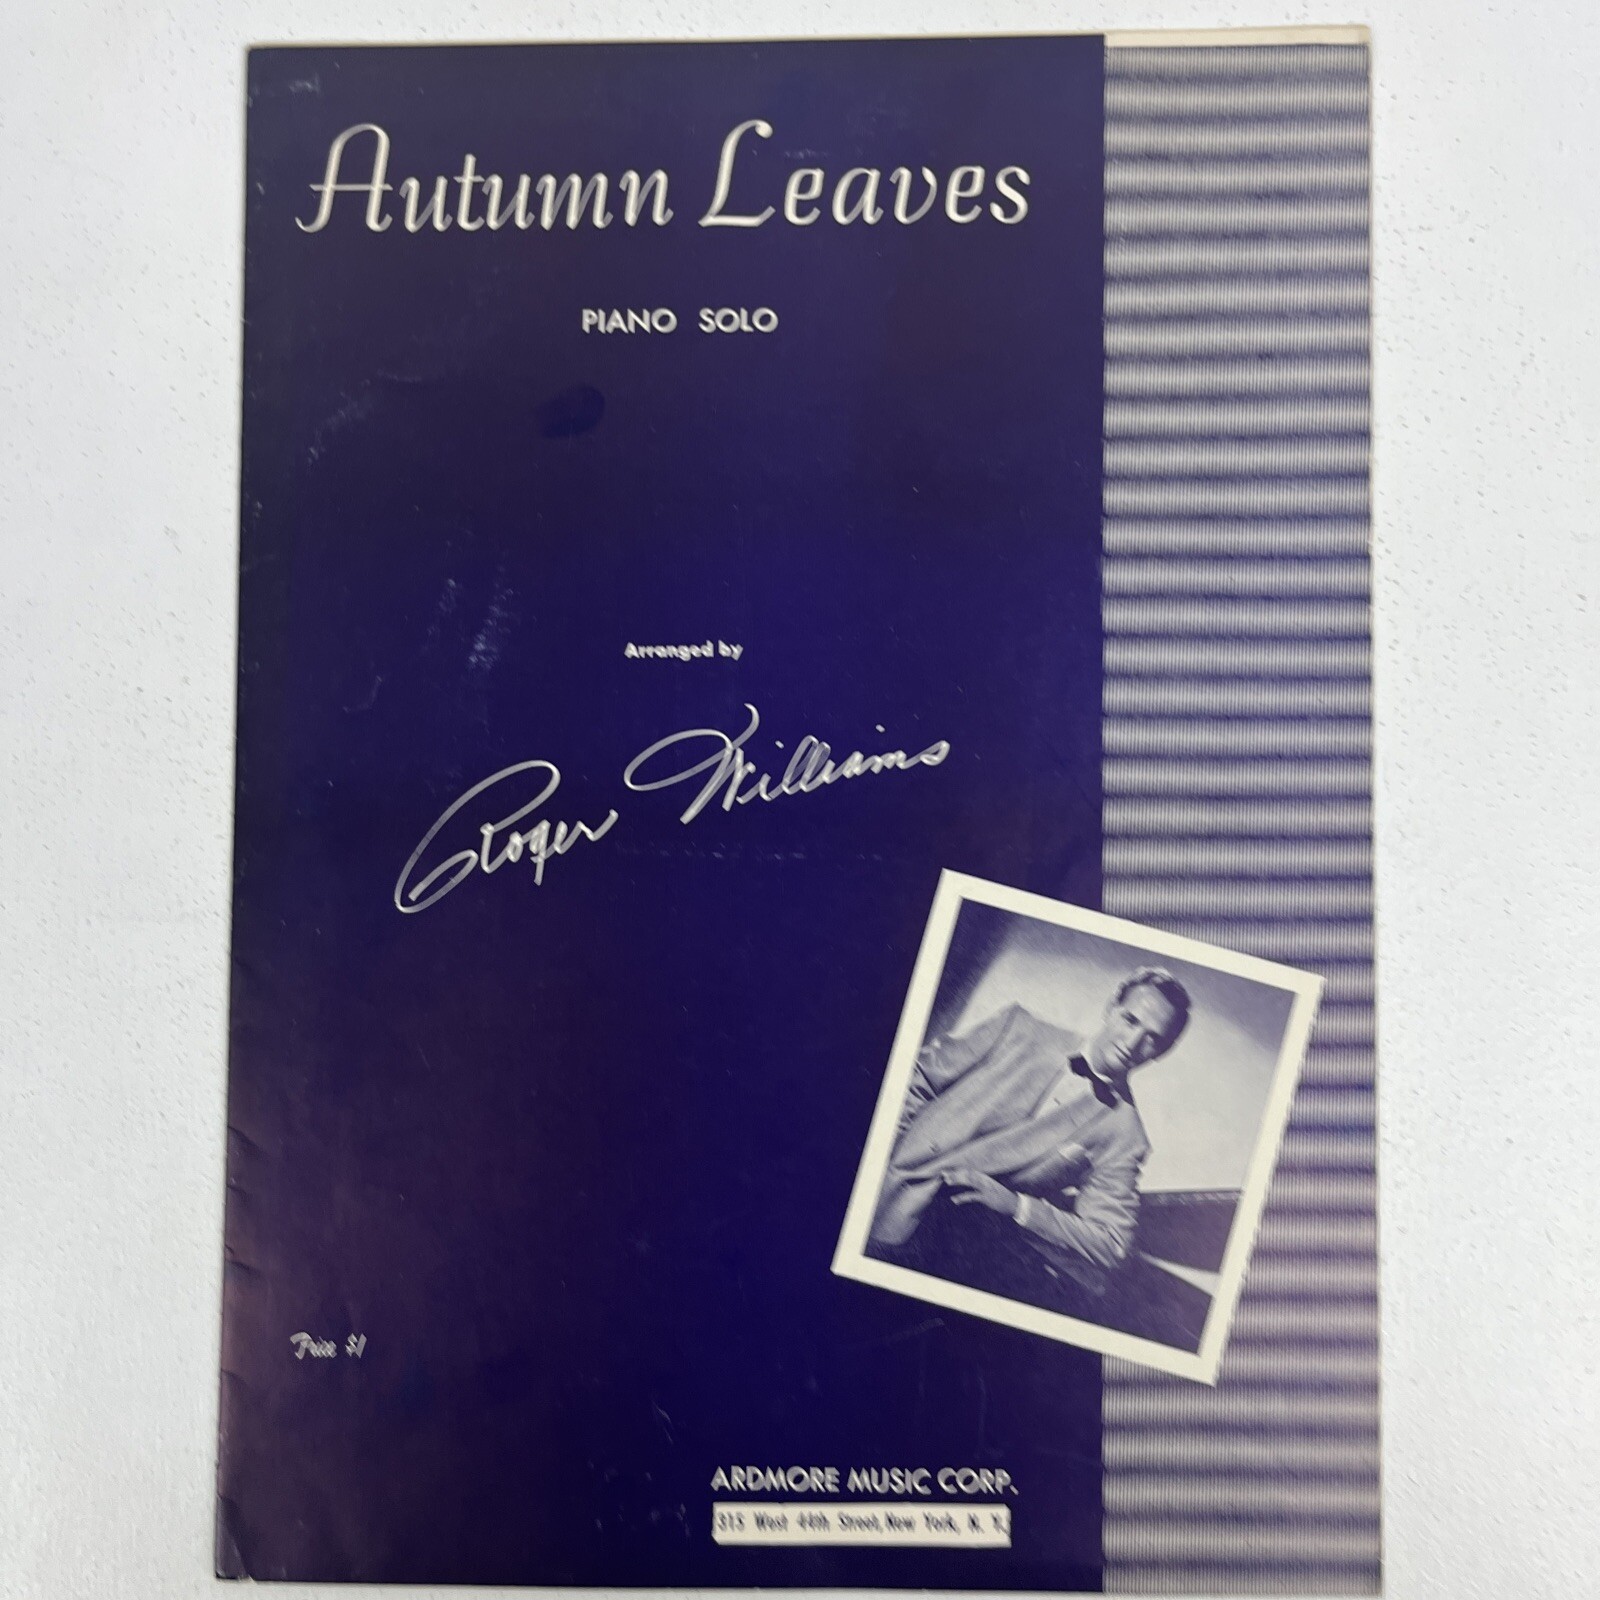 Autumn Leaves
PIANO SOLO
Arranged by
Roger Williams
Price $1
ARDMORE MUSIC CORP.
315 West 44th Street, New York, N. Y.